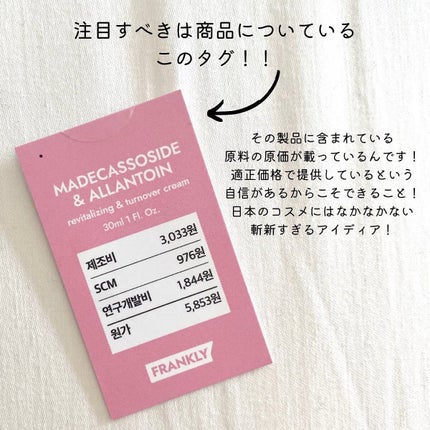 注目すべきは商品についている
このタグ！！
その製品に含まれている
原料の原価が載っているんです！
適正価格で提供しているという
自信があるからこそできること！
日本のコスメにはなかなかない
斬新すぎるアイディア！
MADECASSOSIDE
& ALLANTOIN
revitalizing & turnover cream
30ml 1 Fl. Oz.
제조비 3,033원
SCM 976원
연구개발비 1,844원
원가 5,853원
FRANKLY